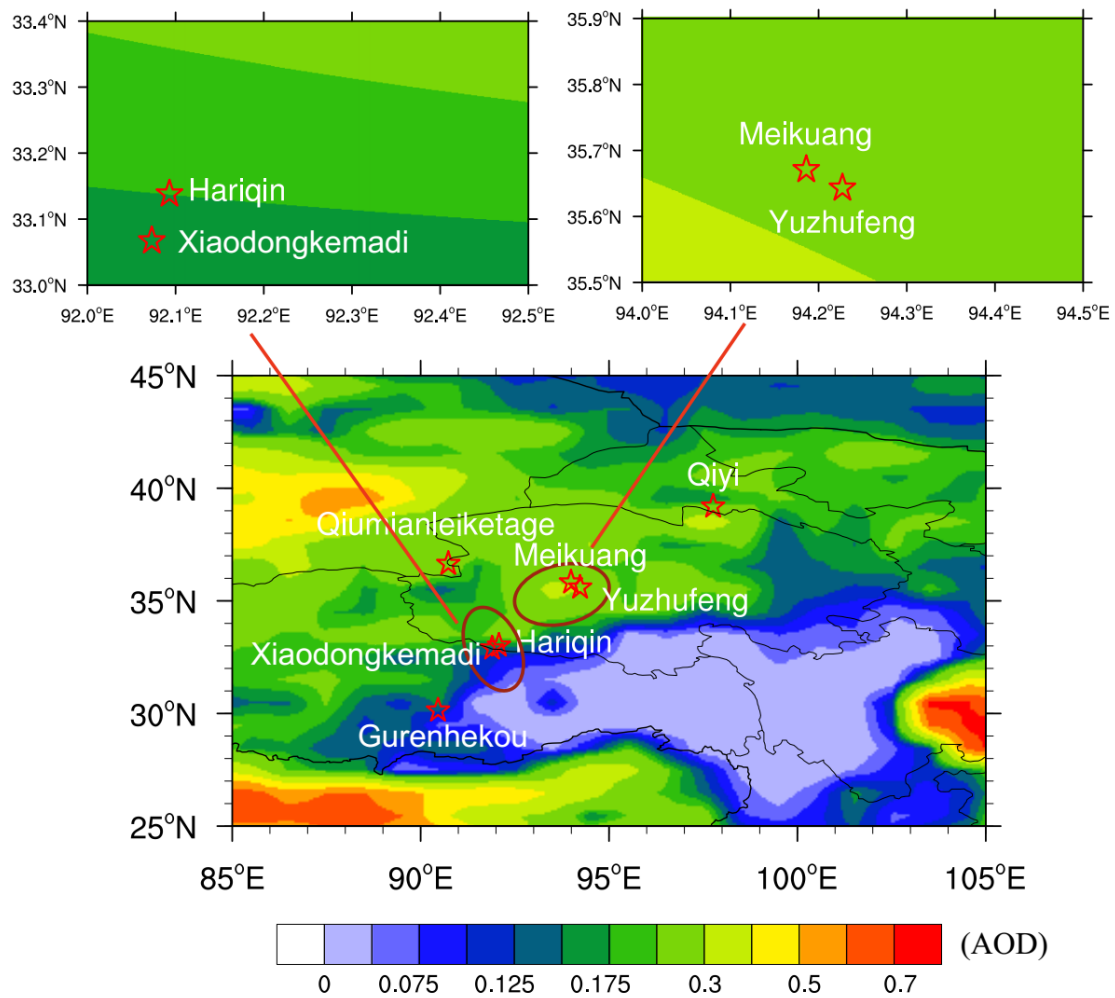 33.4°N
33.3°N
33.2°N
33.1°N
33.0°N
92.0°E 92.1°E 92.2°E 92.3°E 92.4°E 92.5°E
Hariqin
Xiaodongkemadi
35.9°N
35.8°N
35.7°N
35.6°N
35.5°N
94.0°E 94.1°E 94.2°E 94.3°E 94.4°E 94.5°E
Meikuang
Yuzhufeng
45°N
40°N
35°N
30°N
25°N
85°E 90°E 95°E 100°E 105°E
Qiyi
Qiumianleiketage
Meikuang
Yuzhufeng
Hariqin
Xiaodongkemadi
Gurenhekou
(AOD)
0 0.075 0.125 0.175 0.3 0.5 0.7